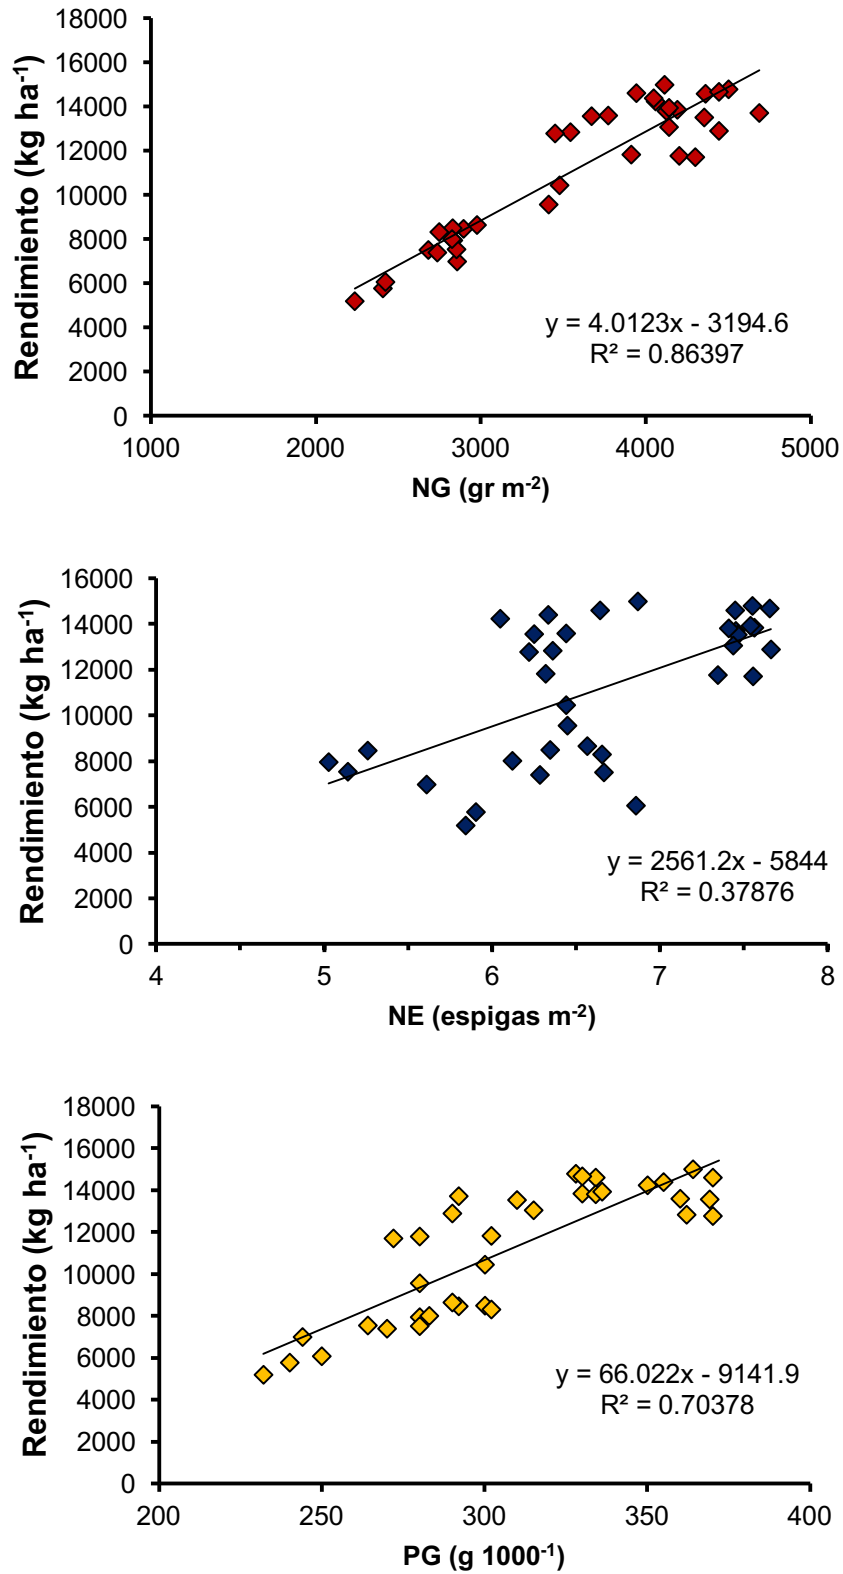 18000
16000
14000
12000
10000
8000
6000
4000
2000
0
Rendimiento (kg ha-1)
y = 4.0123x - 3194.6
R² = 0.86397
1000 2000 3000 4000 5000
NG (gr m-2)
16000
14000
12000
10000
8000
6000
4000
2000
0
Rendimiento (kg ha-1)
y = 2561.2x - 5844
R² = 0.37876
4 5 6 7 8
NE (espigas m-2)
18000
16000
14000
12000
10000
8000
6000
4000
2000
0
Rendimiento (kg ha-1)
y = 66.022x - 9141.9
R² = 0.70378
200 250 300 350 400
PG (g 1000-1)